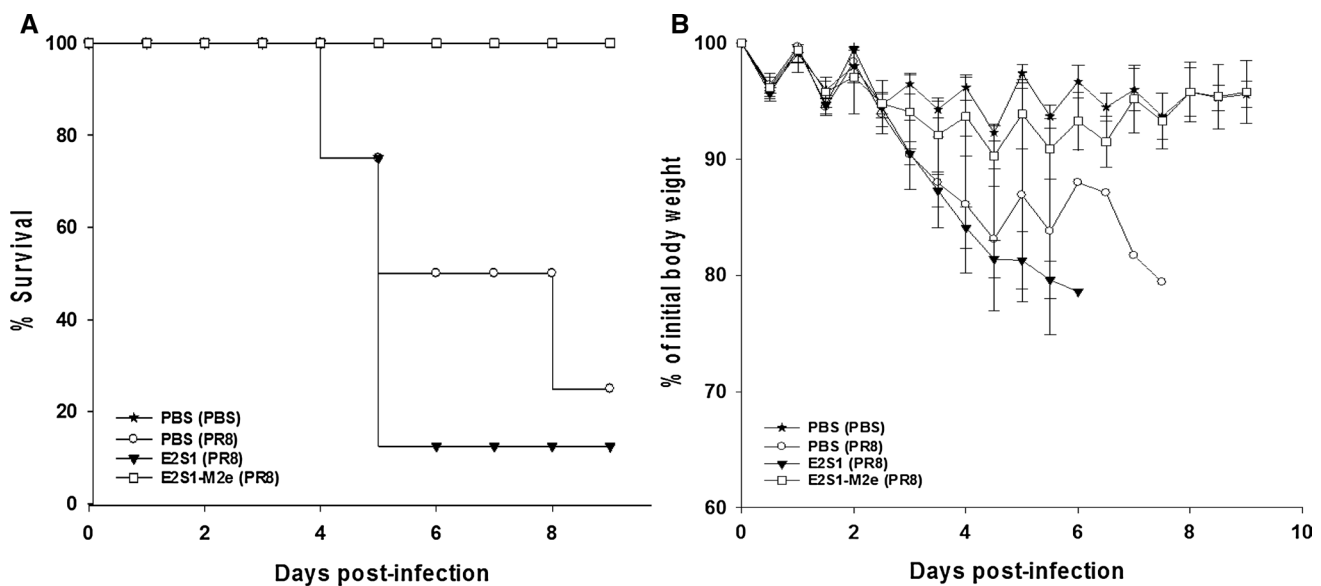 A
% Survival
100
80
60
40
20
0
PBS (PBS)
PBS (PR8)
E2S1 (PR8)
E2S1-M2e (PR8)
0 2 4 6 8
Days post-infection
B
% of initial body weight
100
90
80
70
60
PBS (PBS)
PBS (PR8)
E2S1 (PR8)
E2S1-M2e (PR8)
0 2 4 6 8 10
Days post-infection